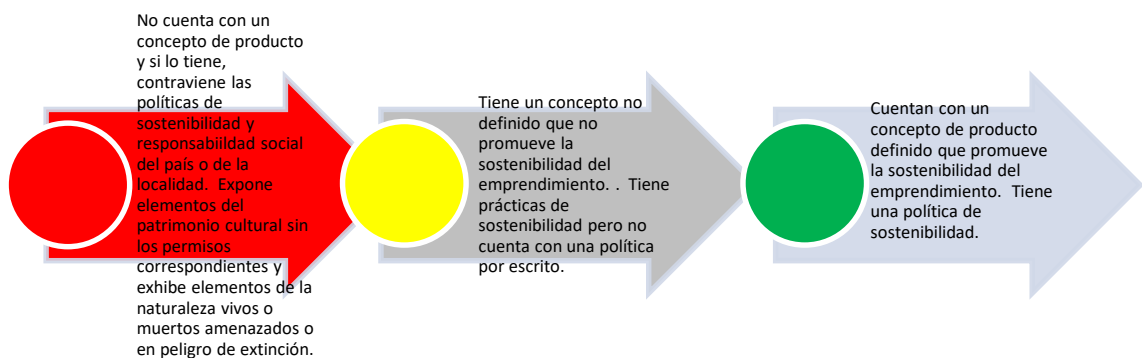 No cuenta con un
concepto de producto
y si lo tiene,
contraviene las
políticas de
sostenibilidad y
responsabiildad social
del país o de la
localidad.  Expone
elementos del
patrimonio cultural sin
los permisos
correspondientes y
exhibe elementos de la
naturaleza vivos o
muertos amenazados o
en peligro de extinción.
Tiene un concepto no
definido que no
promueve la
sostenibilidad del
emprendimiento. .  Tiene
prácticas de
sostenibilidad pero no
cuenta con una política
por escrito.
Cuentan con un
concepto de producto
definido que promueve
la sostenibilidad del
emprendimiento.  Tiene
una política de
sostenibilidad.